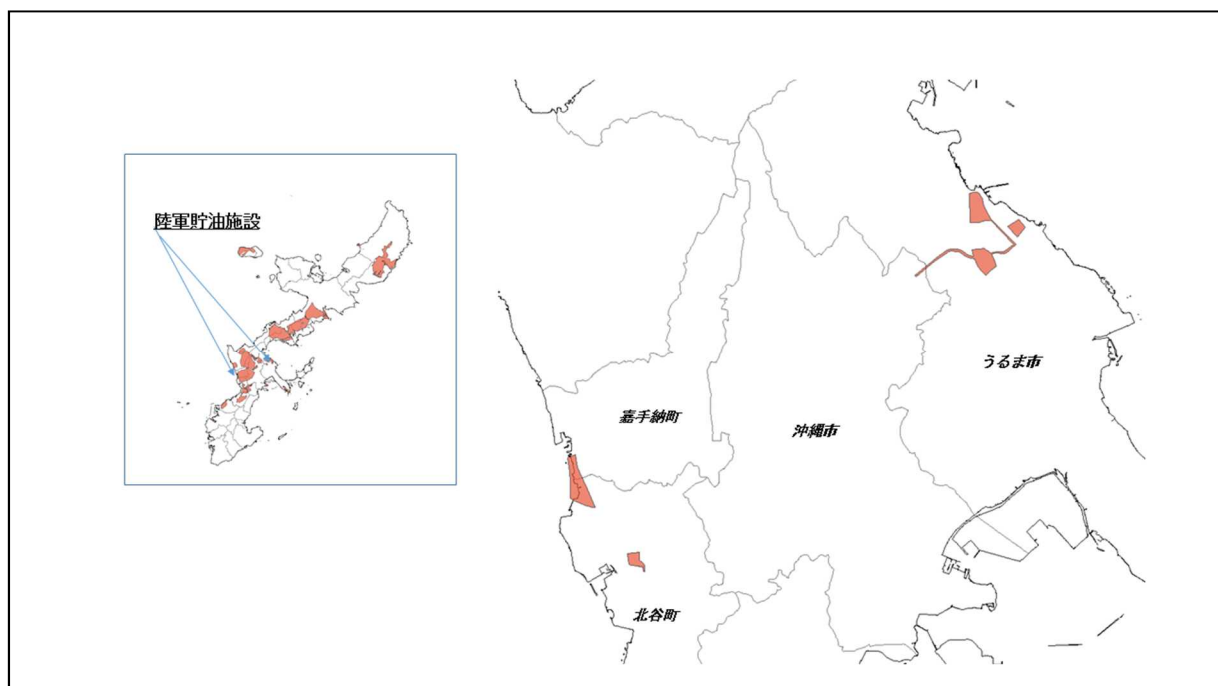 陸軍貯油施設
うるま市
嘉手納町
沖縄市
北谷町